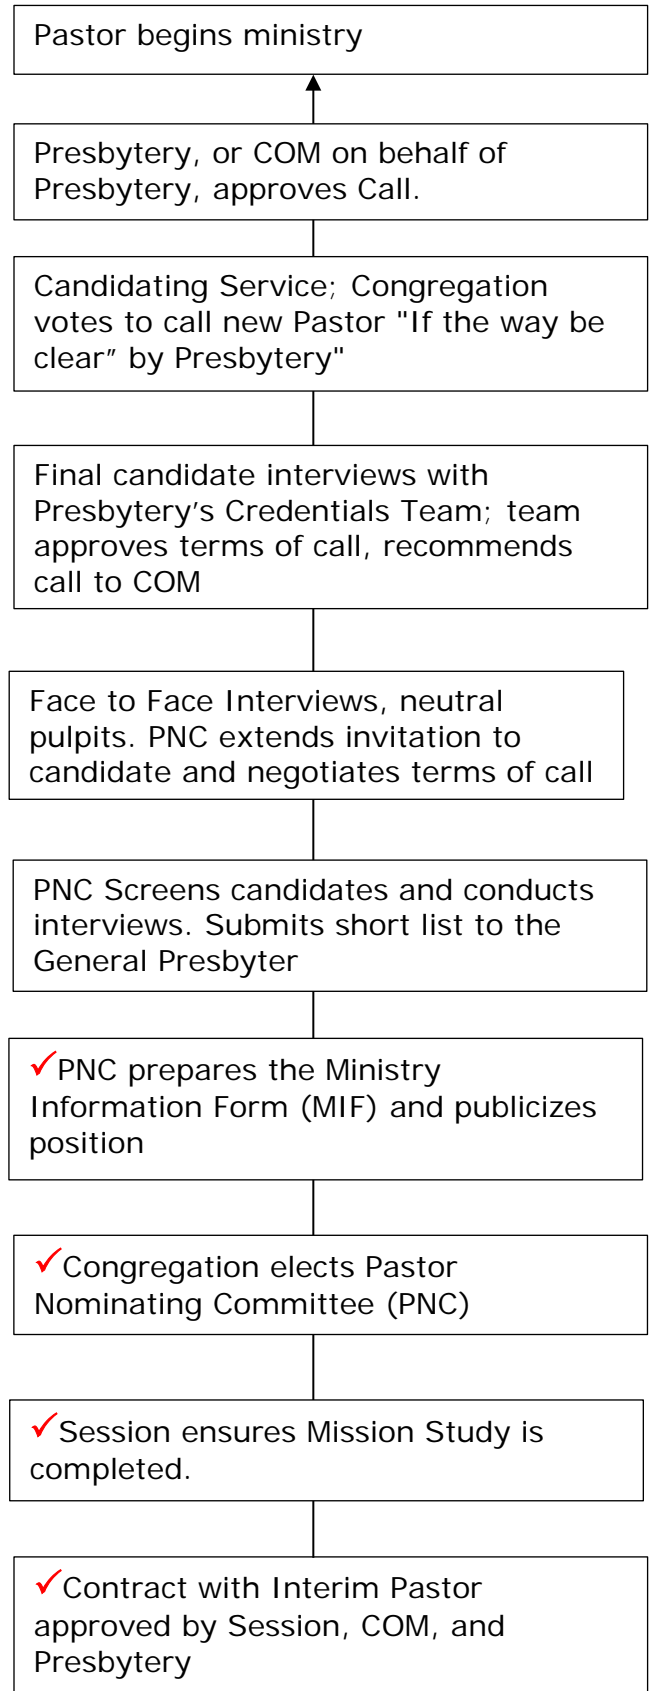 Pastor begins ministry
Presbytery, or COM on behalf of
Presbytery, approves Call.
Candidating Service; Congregation
votes to call new Pastor "If the way be
clear” by Presbytery"
Final candidate interviews with
Presbytery’s Credentials Team; team
approves terms of call, recommends
call to COM
Face to Face Interviews, neutral
pulpits. PNC extends invitation to
candidate and negotiates terms of call
PNC Screens candidates and conducts
interviews. Submits short list to the
General Presbyter
✓PNC prepares the Ministry
Information Form (MIF) and publicizes
position
✓Congregation elects Pastor
Nominating Committee (PNC)
✓Session ensures Mission Study is
completed.
✓Contract with Interim Pastor
approved by Session, COM, and
Presbytery